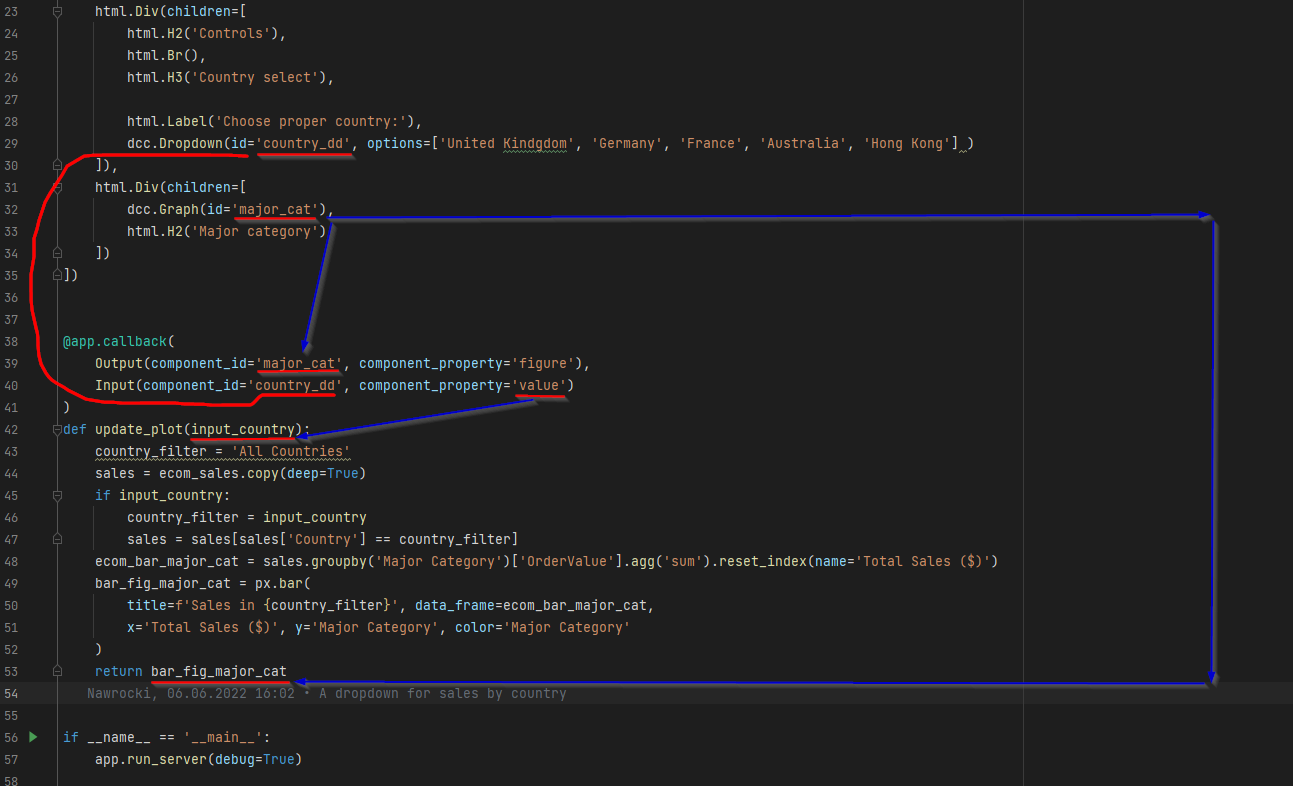 23 html.Div(children=[
24 html.H2('Controls'),
25 html.Br(),
26 html.H3('Country select'),
27
28 html.Label('Choose proper country:'),
29 dcc.Dropdown(id='country_dd', options=['United Kindgdom', 'Germany', 'France', 'Australia', 'Hong Kong'] )
30 ]),
31 html.Div(children=[
32 dcc.Graph(id='major_cat'),
33 html.H2('Major category')
34 ])
35 ])
36
37
38 @app.callback(
39 Output(component_id='major_cat', component_property='figure'),
40 Input(component_id='country_dd', component_property='value')
41 )
42 def update_plot(input_country):
43 country_filter = 'All Countries'
44 sales = ecom_sales.copy(deep=True)
45 if input_country:
46 country_filter = input_country
47 sales = sales[sales['Country'] == country_filter]
48 ecom_bar_major_cat = sales.groupby('Major Category')['OrderValue'].agg('sum').reset_index(name='Total Sales ($)')
49 bar_fig_major_cat = px.bar(
50 title=f'Sales in {country_filter}', data_frame=ecom_bar_major_cat,
51 x='Total Sales ($)', y='Major Category', color='Major Category'
52 )
53 return bar_fig_major_cat
54 Nawrocki, 06.06.2022 16:02 · A dropdown for sales by country
55
56 if __name__ == '__main__':
57 app.run_server(debug=True)
58